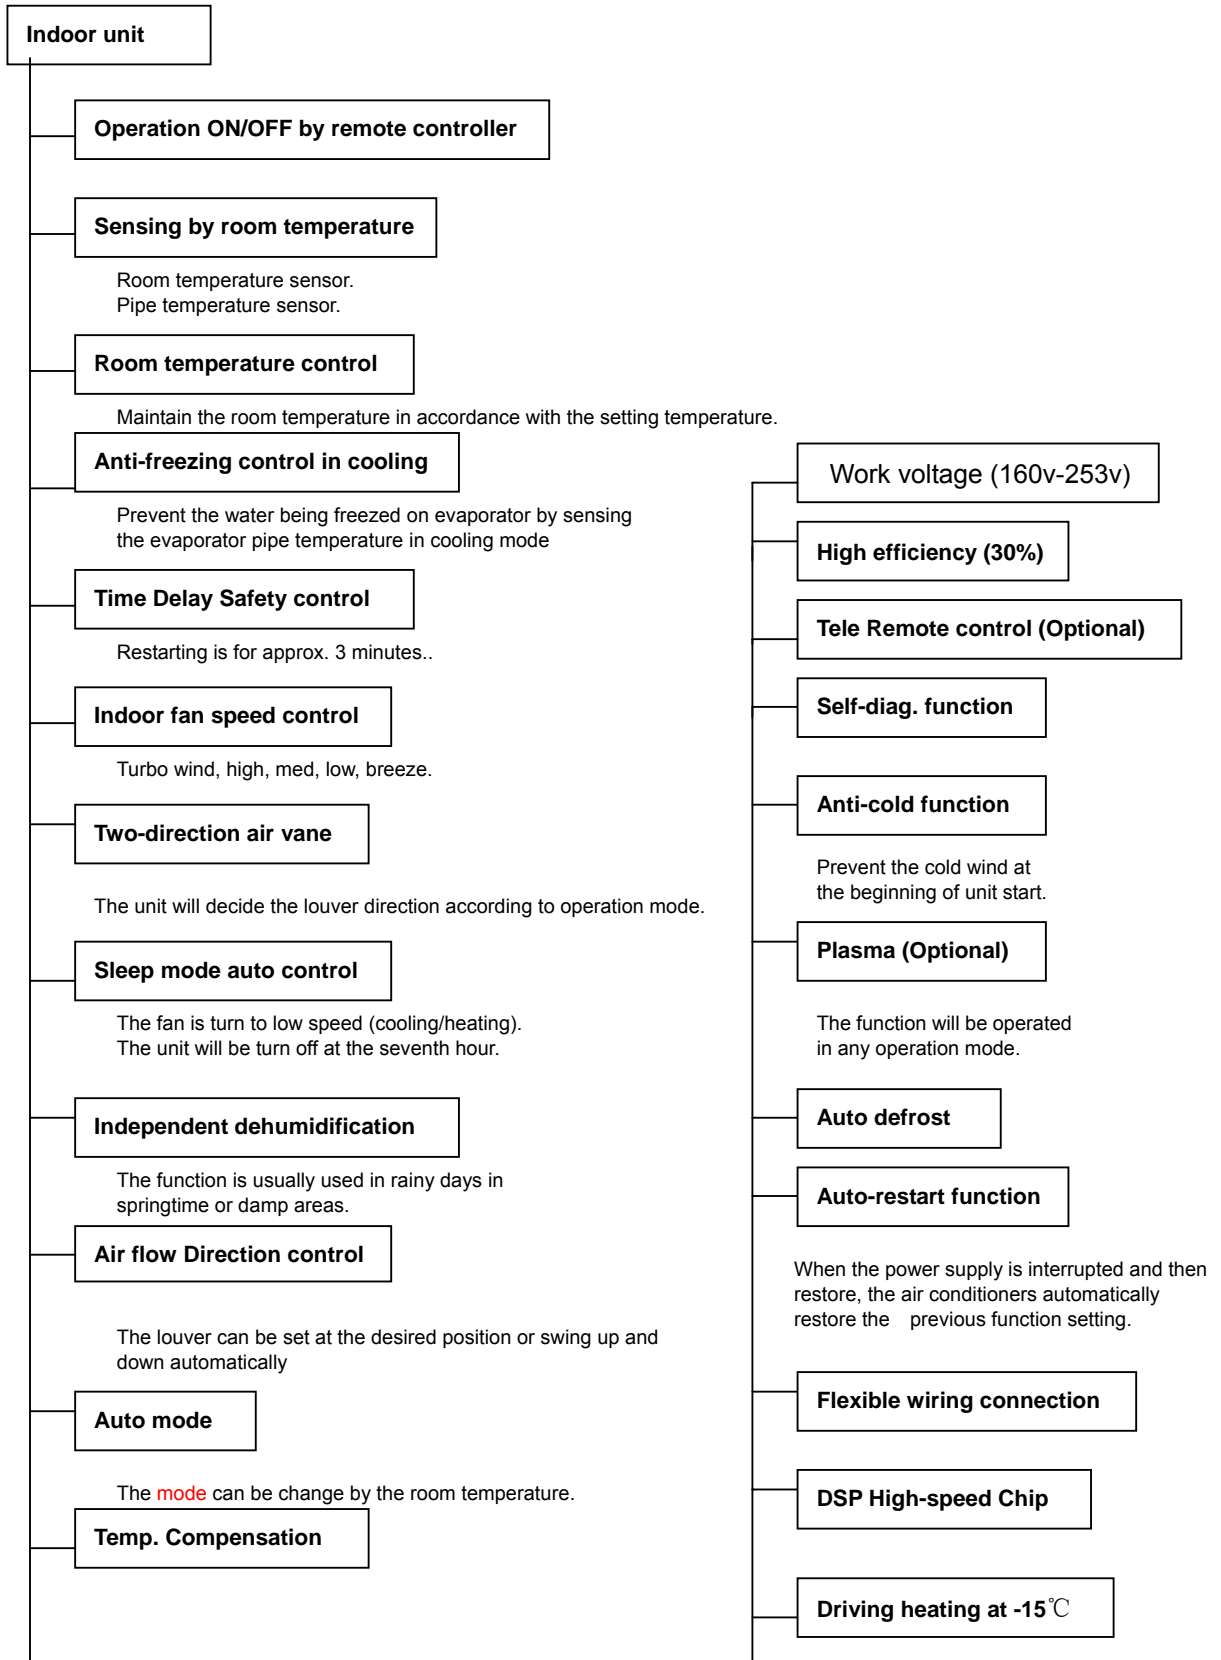 Indoor unit
Operation ON/OFF by remote controller
Sensing by room temperature
Room temperature sensor.
Pipe temperature sensor.
Room temperature control
Maintain the room temperature in accordance with the setting temperature.
Anti-freezing control in cooling
Prevent the water being freezed on evaporator by sensing
the evaporator pipe temperature in cooling mode
Time Delay Safety control
Restarting is for approx. 3 minutes..
Indoor fan speed control
Turbo wind, high, med, low, breeze.
Two-direction air vane
The unit will decide the louver direction according to operation mode.
Sleep mode auto control
The fan is turn to low speed (cooling/heating).
The unit will be turn off at the seventh hour.
Independent dehumidification
The function is usually used in rainy days in
springtime or damp areas.
Air flow Direction control
The louver can be set at the desired position or swing up and
down automatically
Auto mode
The mode can be change by the room temperature.
Temp. Compensation
Work voltage (160v-253v)
High efficiency (30%)
Tele Remote control (Optional)
Self-diag. function
Anti-cold function
Prevent the cold wind at
the beginning of unit start.
Plasma (Optional)
The function will be operated
in any operation mode.
Auto defrost
Auto-restart function
When the power supply is interrupted and then
restore, the air conditioners automatically
restore the previous function setting.
Flexible wiring connection
DSP High-speed Chip
Driving heating at -15℃